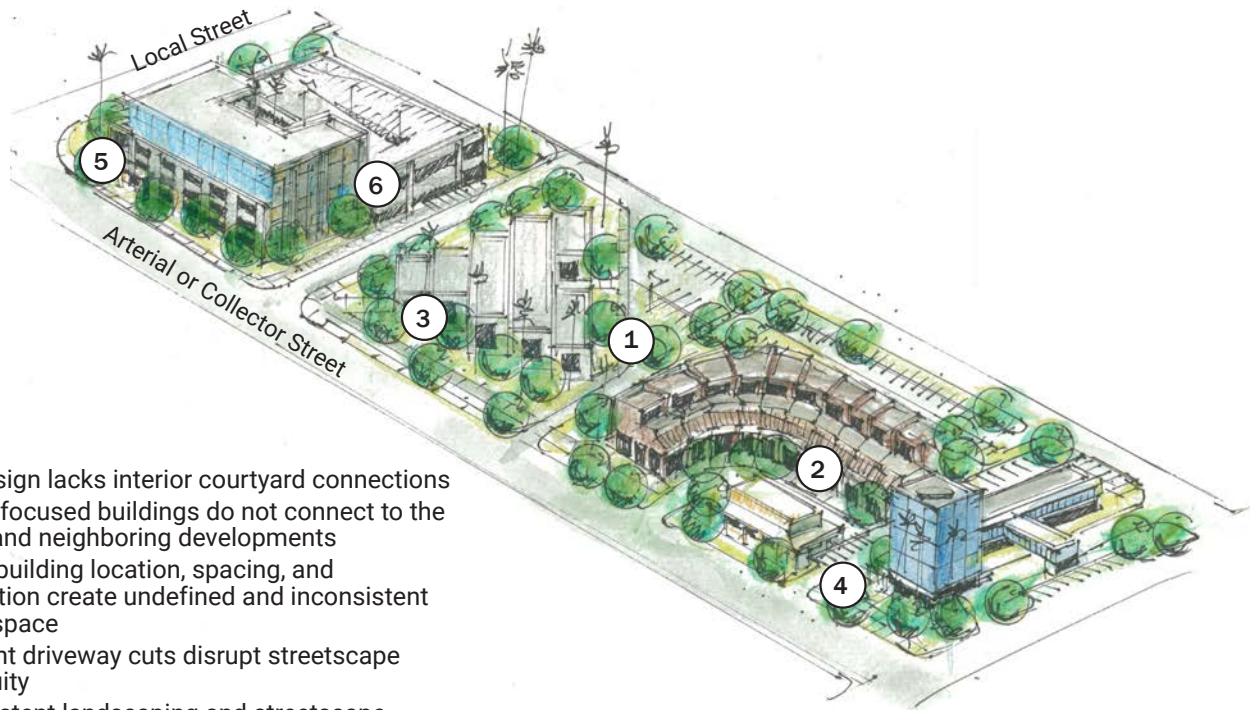 Local Street
5
6
Arterial or Collector Street
3
1
2
4
sign lacks interior courtyard connections
focused buildings do not connect to the
and neighboring developments
building location, spacing, and
tion create undefined and inconsistent
space
nt driveway cuts disrupt streetscape
uity